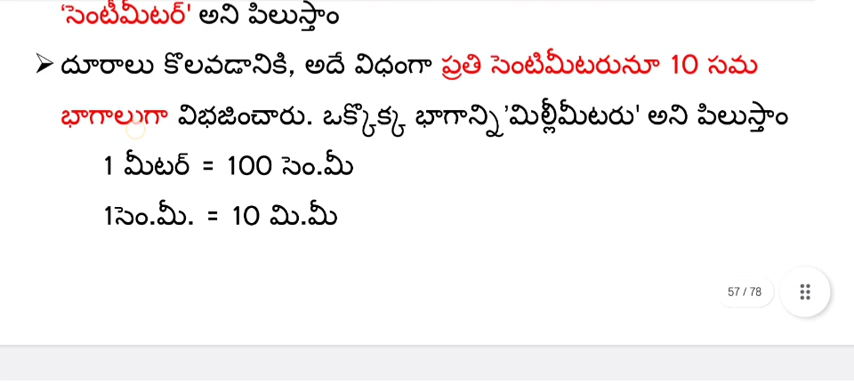 ‘సెంటీమీటర్' అని పిలుస్తాం
➢ దూరాలు కొలవడానికి, అదే విధంగా ప్రతి సెంటిమీటరునూ 10 సమ
భాగాలుగా విభజించారు. ఒక్కొక్క భాగాన్ని 'మిల్లీమీటరు' అని పిలుస్తాం
1 మీటర్ = 100 సెం.మీ
1సెం.మీ. = 10 మి.మీ
57 / 78